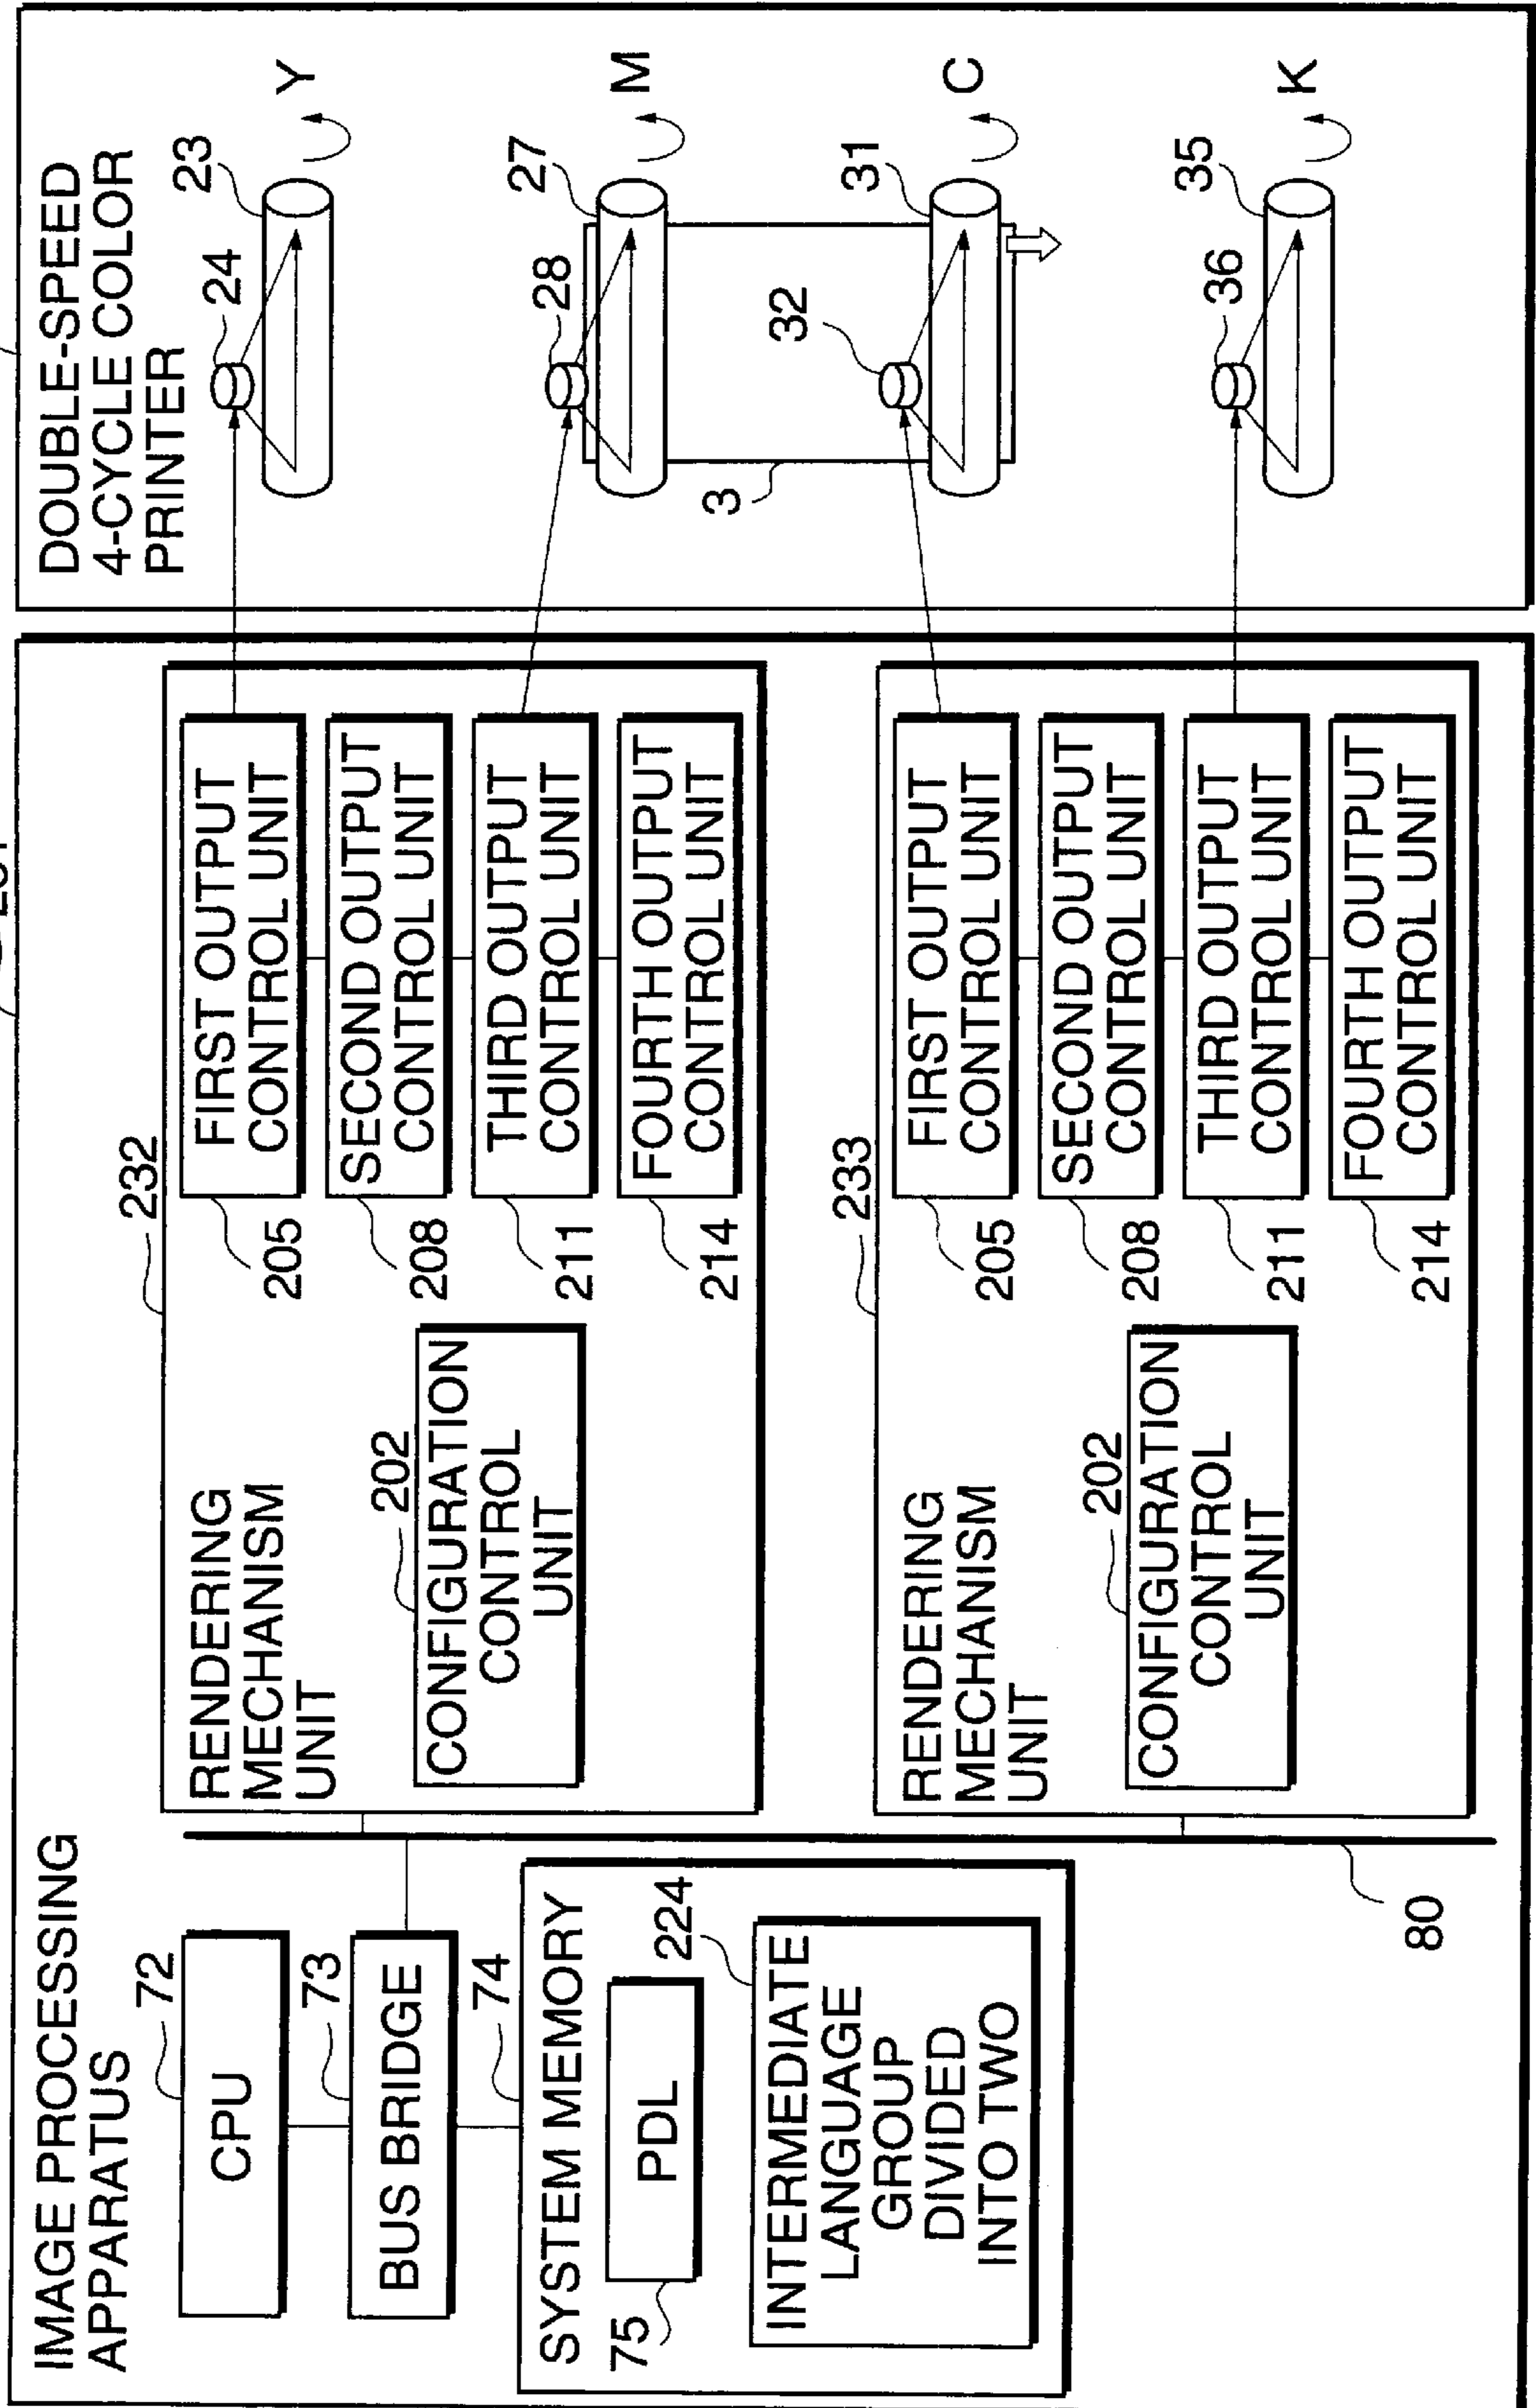 IMAGE PROCESSING
APPARATUS
CPU
72
BUS BRIDGE
73
74
SYSTEM MEMORY
PDL
75
224
INTERMEDIATE
LANGUAGE
GROUP
DIVIDED
INTO TWO
80
232
RENDERING
MECHANISM
UNIT
202
CONFIGURATION
CONTROL
UNIT
FIRST OUTPUT
CONTROL UNIT
205
SECOND OUTPUT
CONTROL UNIT
208
THIRD OUTPUT
CONTROL UNIT
211
FOURTH OUTPUT
CONTROL UNIT
214
233
RENDERING
MECHANISM
UNIT
202
CONFIGURATION
CONTROL
UNIT
FIRST OUTPUT
CONTROL UNIT
205
SECOND OUTPUT
CONTROL UNIT
208
THIRD OUTPUT
CONTROL UNIT
211
FOURTH OUTPUT
CONTROL UNIT
214
DOUBLE-SPEED
4-CYCLE COLOR
PRINTER
24
23
Y
28
27
M
3
32
31
C
36
35
K